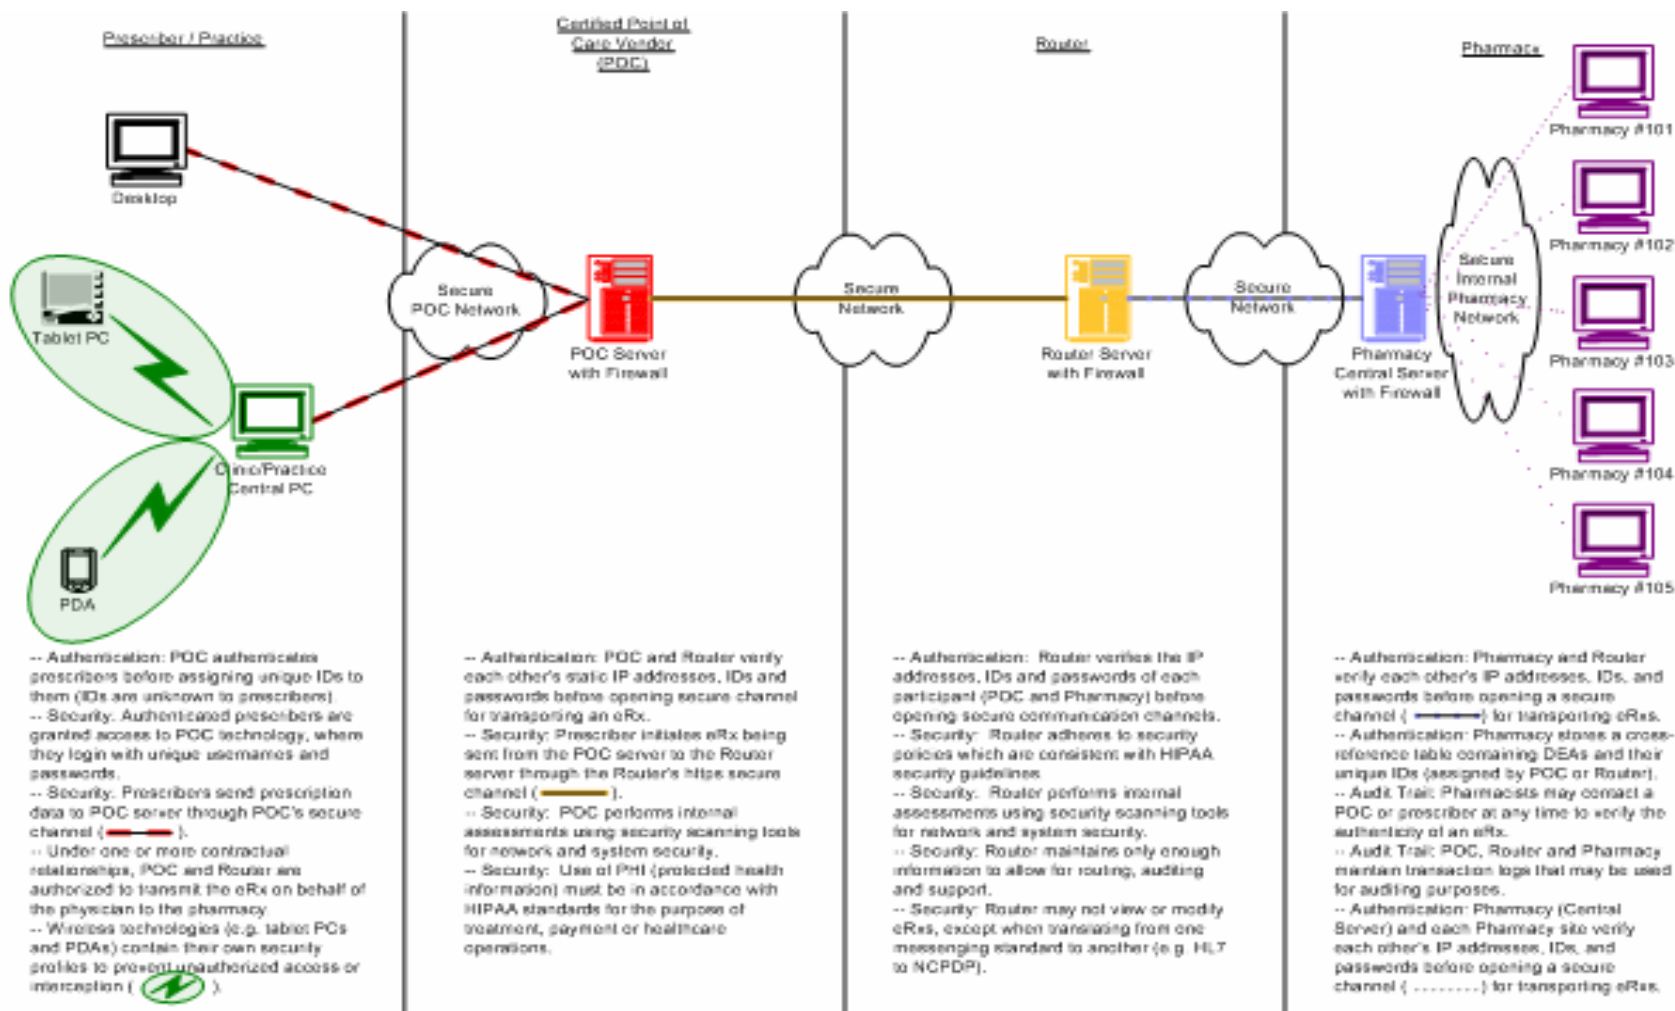 Prescriber / Practice
Certified Point of
Care Vendor
(POC)
Router
Pharmacy
Desktop
Tablet PC
Clinic/Practice
Central PC
PDA
Secure
POC Network
POC Server
with Firewall
Secure
Network
Router Server
with Firewall
Secure
Network
Pharmacy
Central Server
with Firewall
Secure
Internal
Pharmacy
Network
Pharmacy #101
Pharmacy #102
Pharmacy #103
Pharmacy #104
Pharmacy #105
-- Authentication: POC authenticates
prescribers before assigning unique IDs to
them (IDs are unknown to prescribers).
-- Security: Authenticated prescribers are
granted access to POC technology, where
they login with unique usernames and
passwords.
-- Security: Prescribers send prescription
data to POC server through POC's secure
channel ( ).
-- Under one or more contractual
relationships, POC and Router are
authorized to transmit the eRx on behalf of
the physician to the pharmacy.
-- Wireless technologies (e.g. tablet PCs
and PDAs) contain their own security
profiles to prevent unauthorized access or
interception ( ).
-- Authentication: POC and Router verify
each other's static IP addresses, IDs and
passwords before opening secure channel
for transporting an eRx.
-- Security: Prescriber initiates eRx being
sent from the POC server to the Router
server through the Router's https secure
channel ( ).
-- Security: POC performs internal
assessments using security scanning tools
for network and system security.
-- Security: Use of PHI (protected health
information) must be in accordance with
HIPAA standards for the purpose of
treatment, payment or healthcare
operations.
-- Authentication: Router verifies the IP
addresses, IDs and passwords of each
participant (POC and Pharmacy) before
opening secure communication channels.
-- Security: Router adheres to security
policies which are consistent with HIPAA
security guidelines
-- Security: Router performs internal
assessments using security scanning tools
for network and system security.
-- Security: Router maintains only enough
information to allow for routing, auditing
and support.
-- Security: Router may not view or modify
eRxs, except when translating from one
messenging standard to another (e.g. HL7
to NCPDP).
-- Authentication: Pharmacy and Router
verify each other's IP addresses, IDs, and
passwords before opening a secure
channel ( ) for transporting eRxs.
-- Authentication: Pharmacy stores a cross-
reference table containing DEAs and their
unique IDs (assigned by POC or Router).
-- Audit Trail: Pharmacists may contact a
POC or prescriber at any time to verify the
authenticity of an eRx.
-- Audit Trail: POC, Router and Pharmacy
maintain transaction logs that may be used
for auditing purposes.
-- Authentication: Pharmacy (Central
Server) and each Pharmacy site verify
each other's IP addresses, IDs, and
passwords before opening a secure
channel ( ........ ) for transporting eRxs.